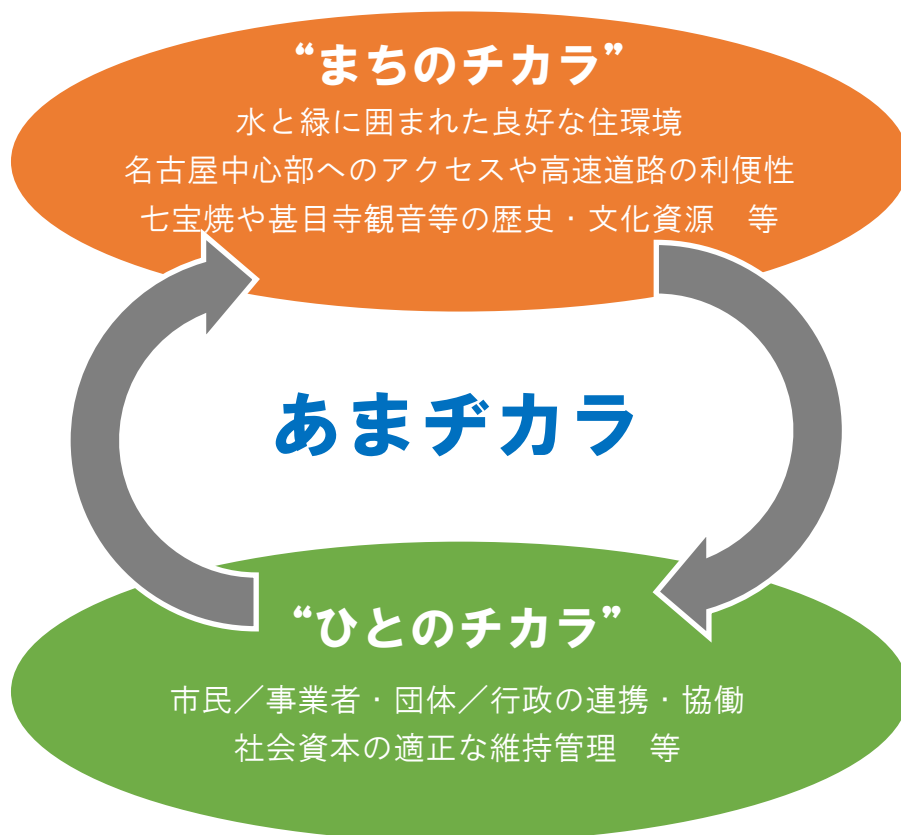 “まちのチカラ”
水と緑に囲まれた良好な住環境
名古屋中心部へのアクセスや高速道路の利便性
七宝焼や甚目寺観音等の歴史・文化資源　等
あまヂカラ
“ひとのチカラ”
市民／事業者・団体／行政の連携・協働
社会資本の適正な維持管理　等